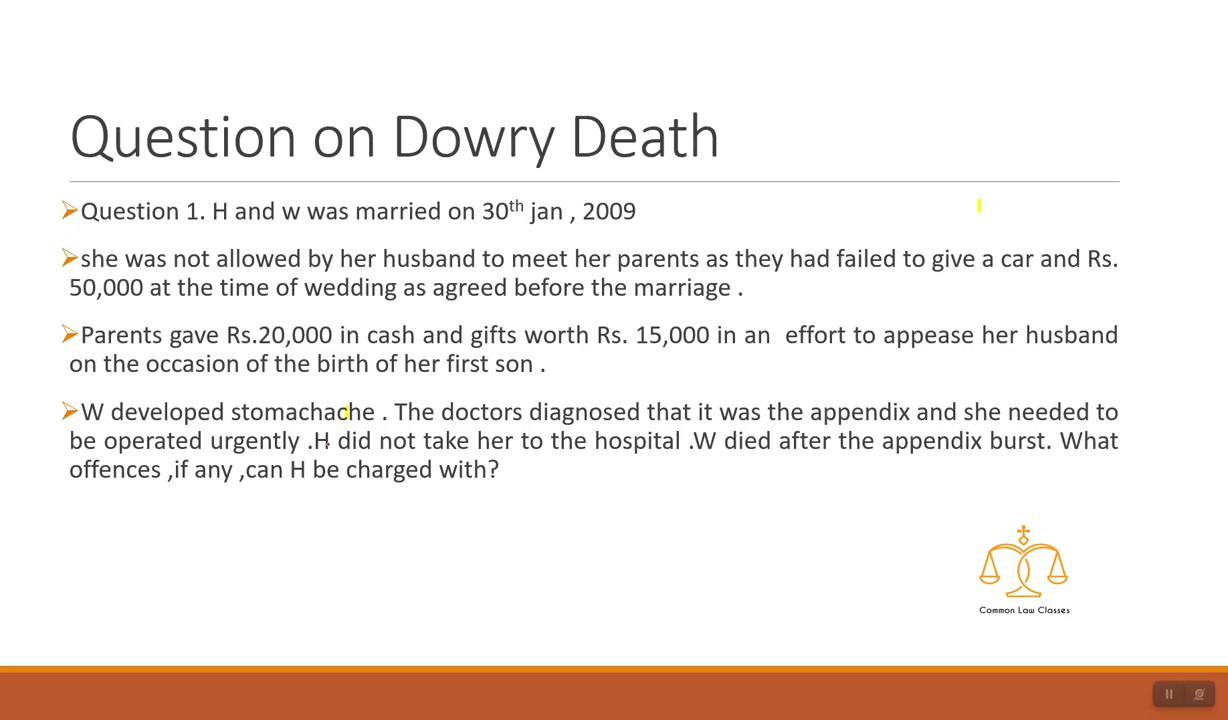 Question on Dowry Death
Question 1. H and w was married on 30th jan , 2009
she was not allowed by her husband to meet her parents as they had failed to give a car and Rs.
50,000 at the time of wedding as agreed before the marriage .
Parents gave Rs.20,000 in cash and gifts worth Rs. 15,000 in an effort to appease her husband
on the occasion of the birth of her first son .
W developed stomachache . The doctors diagnosed that it was the appendix and she needed to
be operated urgently .H did not take her to the hospital .W died after the appendix burst. What
offences ,if any ,can H be charged with?
Common Law Classes